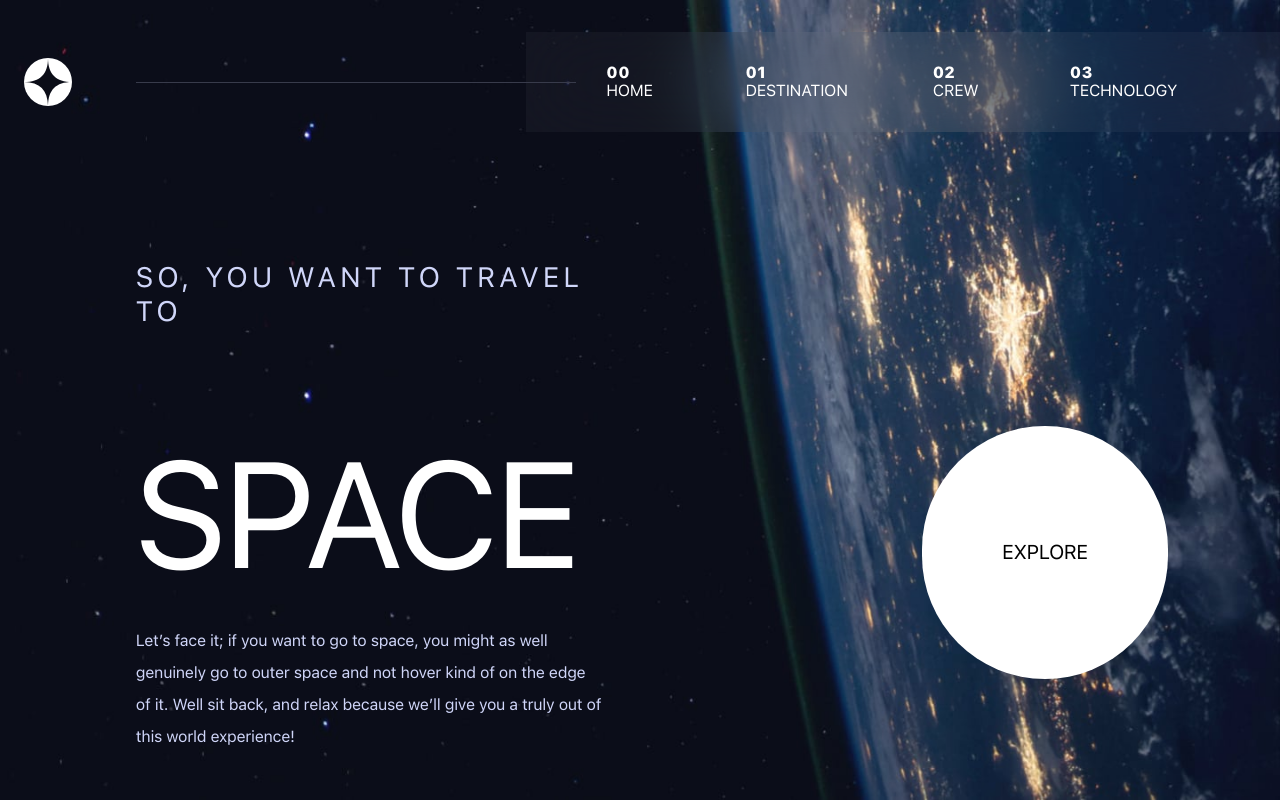 00
HOME
01
DESTINATION
02
CREW
03
TECHNOLOGY
SO, YOU WANT TO TRAVEL
TO
SPACE
Let’s face it; if you want to go to space, you might as well
genuinely go to outer space and not hover kind of on the edge
of it. Well sit back, and relax because we’ll give you a truly out of
this world experience!
EXPLORE